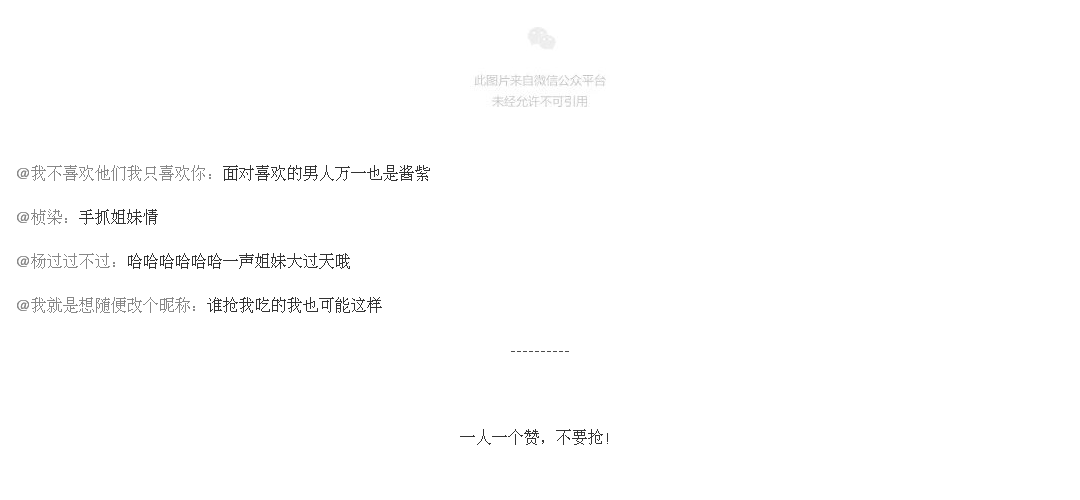 此图片来自微信公众平台
未经允许不可引用
@我不喜欢他们我只喜欢你：面对喜欢的男人万一也是酱紫
@桢染：手抓姐妹情
@杨过过不过：哈哈哈哈哈哈一声姐妹大过天哦
@我就是想随便改个昵称：谁抢我吃的我也可能这样
----------
一人一个赞，不要抢！